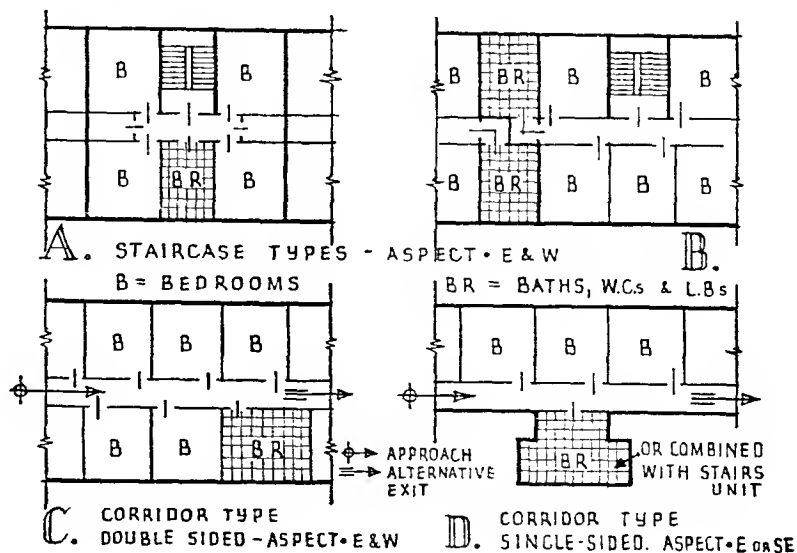 B B
B BR B
A. STAIRCASE TYPES - ASPECT • E & W
B = BEDROOMS
B BR B B
B BR B B B
B.
BR = BATHS, W.C.s & L.Bs
B B B
B B BR
APPROACH
ALTERNATIVE
EXIT
C. CORRIDOR TYPE
DOUBLE SIDED - ASPECT • E & W
B B B
BR
OR COMBINED
WITH STAIRS
UNIT
D. CORRIDOR TYPE
SINGLE-SIDED. ASPECT • E OR SE